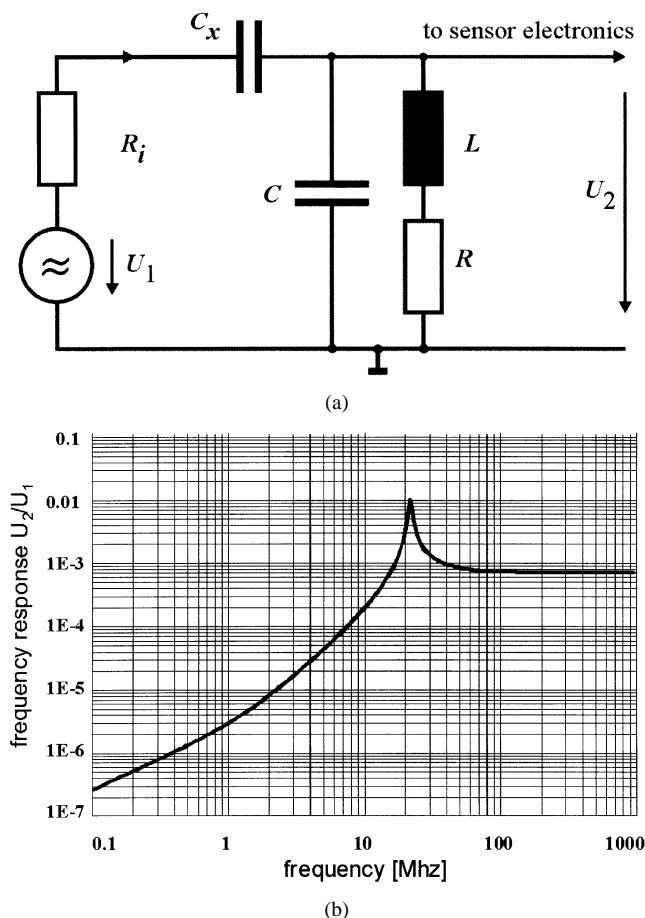 C_x
to sensor electronics
R_i
C
L
U_2
U_1
R
(a)
frequency response U_2/U_1
0.1
0.01
1E-3
1E-4
1E-5
1E-6
1E-7
0.1 1 10 100 1000
frequency [Mhz]
(b)